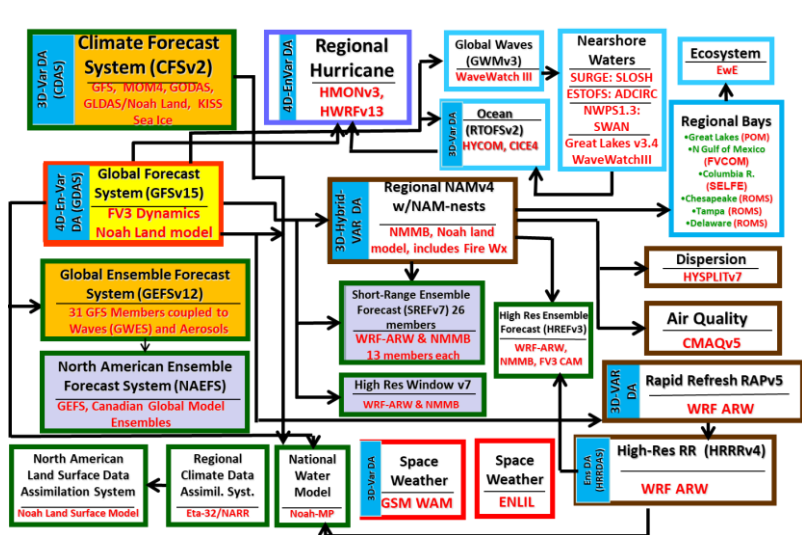 3D-Var DA
(CDAS)
Climate Forecast
System (CFSv2)
GFS, MOM4, GODAS,
GLDAS/Noah Land, KISS
Sea Ice
4D-EnVar DA
Regional
Hurricane
HMONv3,
HWRFv13
Global Waves
(GWMv3)
WaveWatch III
3D-Var DA
Ocean
(RTOFSv2)
HYCOM, CICE4
Nearshore
Waters
SURGE: SLOSH
ESTOFS: ADCIRC
NWPS1.3:
SWAN
Great Lakes v3.4
WaveWatchIII
Ecosystem
EwE
Regional Bays
•Great Lakes (POM)
•N Gulf of Mexico
(FVCOM)
•Columbia R.
(SELFE)
•Chesapeake (ROMS)
•Tampa (ROMS)
•Delaware (ROMS)
4D-En-Var
DA (GDAS)
Global Forecast
System (GFSv15)
FV3 Dynamics
Noah Land model
3D-Hybrid-
VAR DA
Regional NAMv4
w/NAM-nests
NMMB, Noah land
model, includes Fire Wx
Dispersion
HYSPLITv7
Global Ensemble Forecast
System (GEFSv12)
31 GFS Members coupled to
Waves (GWES) and Aerosols
Short-Range Ensemble
Forecast (SREFv7) 26
members
WRF-ARW & NMMB
13 members each
High Res Ensemble
Forecast (HREFv3)
WRF-ARW,
NMMB, FV3 CAM
Air Quality
CMAQv5
North American Ensemble
Forecast System (NAEFS)
GEFS, Canadian Global Model
Ensembles
High Res Window v7
WRF-ARW & NMMB
3D-VAR
DA
Rapid Refresh RAPv5
WRF ARW
North American
Land Surface Data
Assimilation System
Noah Land Surface Model
Regional
Climate Data
Assimil. Syst.
Eta-32/NARR
National
Water
Model
Noah-MP
3D-Var DA
Space
Weather
GSM WAM
Space
Weather
ENLIL
Ens DA
(HRRDAS)
High-Res RR (HRRRv4)
WRF ARW